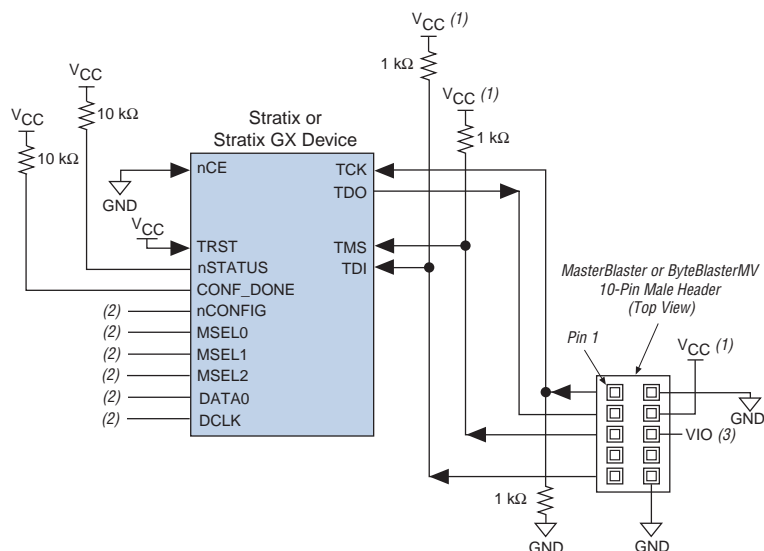 VCC (1)
1 kΩ
VCC
10 kΩ
VCC
10 kΩ
VCC (1)
1 kΩ
Stratix or
Stratix GX Device
nCE
GND
TCK
TDO
VCC
TRST
nSTATUS
CONF_DONE
TMS
TDI
(2) nCONFIG
(2) MSEL0
(2) MSEL1
(2) MSEL2
(2) DATA0
(2) DCLK
MasterBlaster or ByteBlasterMV
10-Pin Male Header
(Top View)
Pin 1
VCC (1)
GND
VIO (3)
1 kΩ
GND
GND